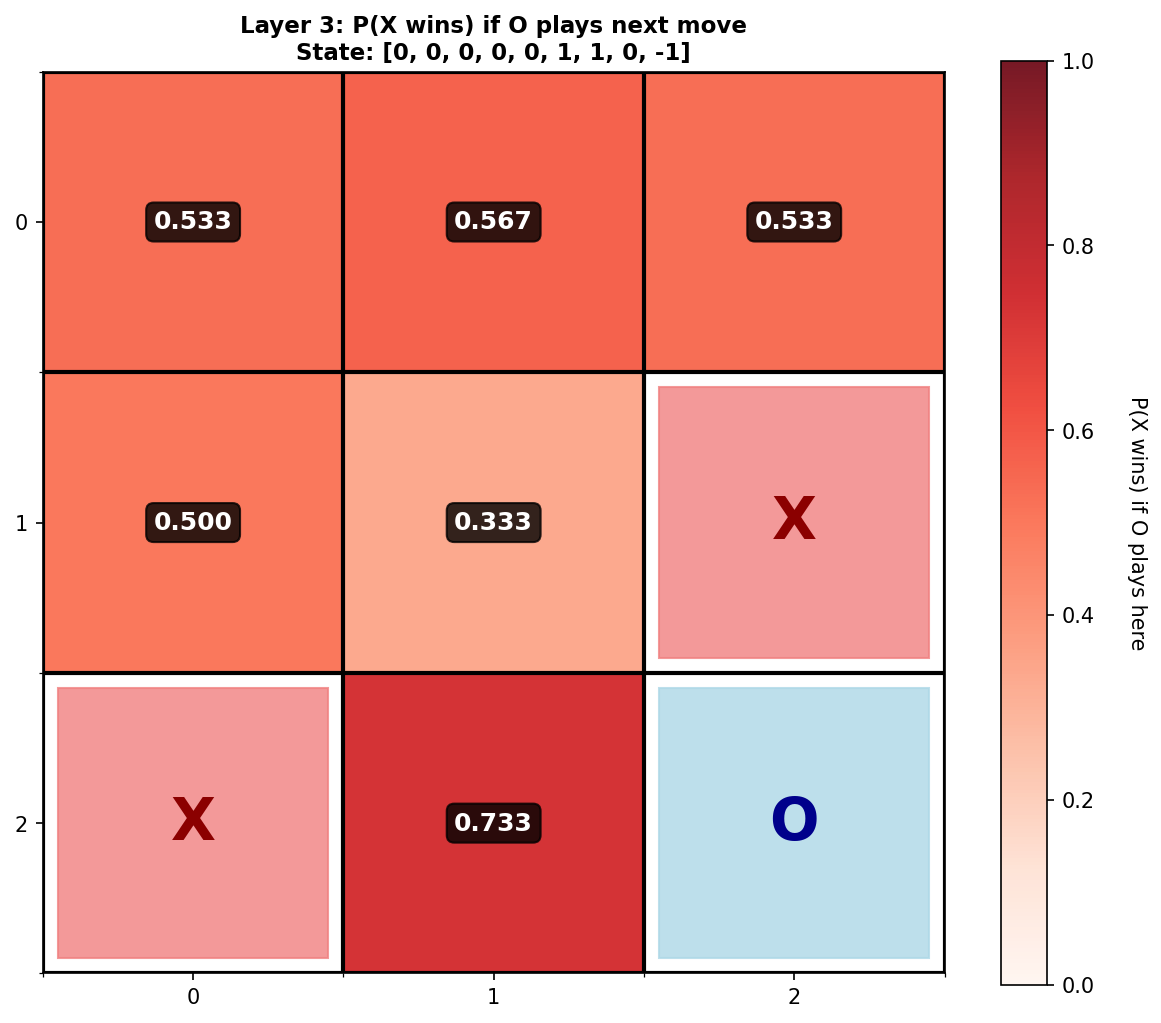 Layer 3: P(X wins) if O plays next move
State: [0, 0, 0, 0, 0, 1, 1, 0, -1]
0.533 0.567 0.533
0
0.500 0.333 X
1
X 0.733 O
2
0 1 2
1.0
0.8
0.6
0.4
0.2
0.0
P(X wins) if O plays here